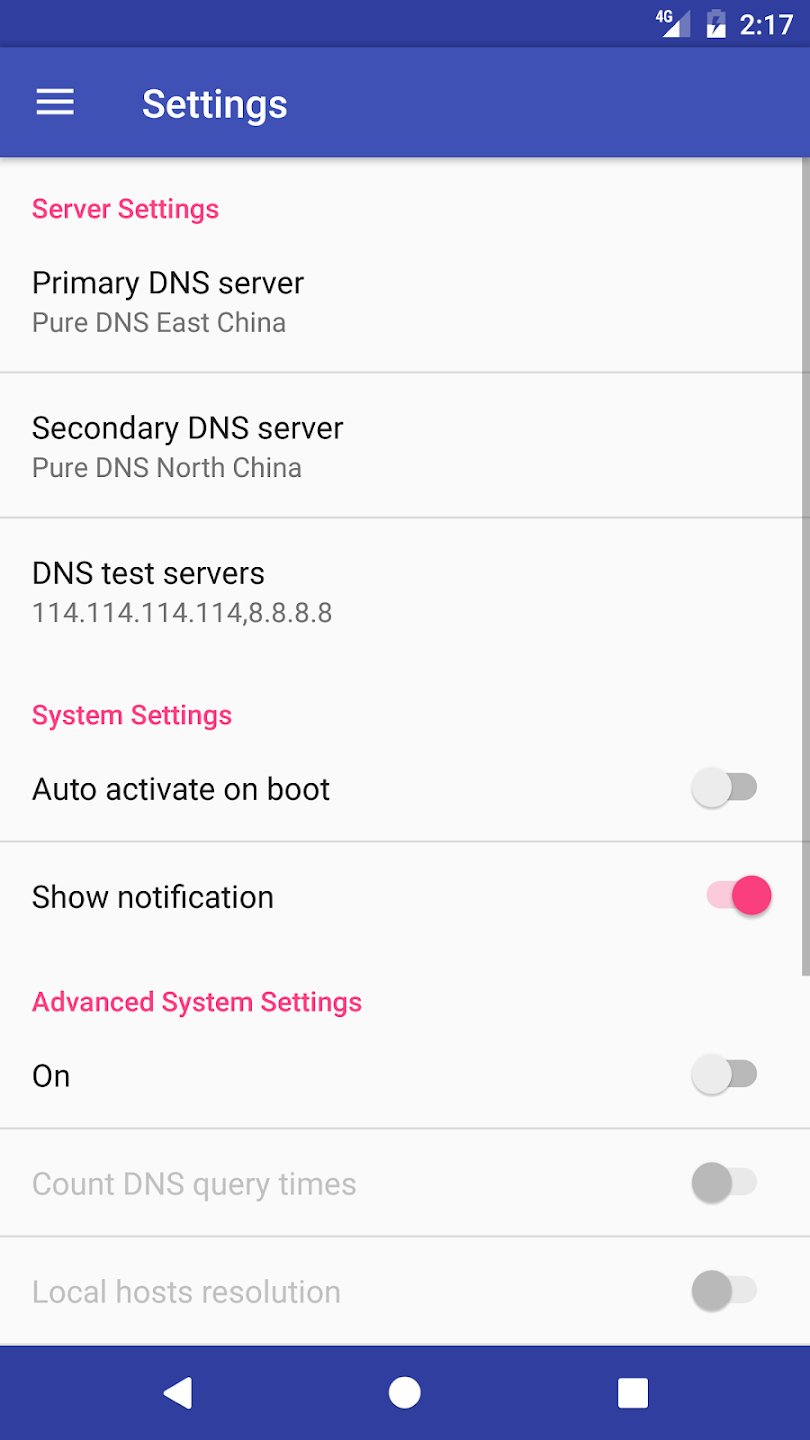 4G 2:17
Settings
Server Settings
Primary DNS server
Pure DNS East China
Secondary DNS server
Pure DNS North China
DNS test servers
114.114.114.114,8.8.8.8
System Settings
Auto activate on boot
Show notification
Advanced System Settings
On
Count DNS query times
Local hosts resolution